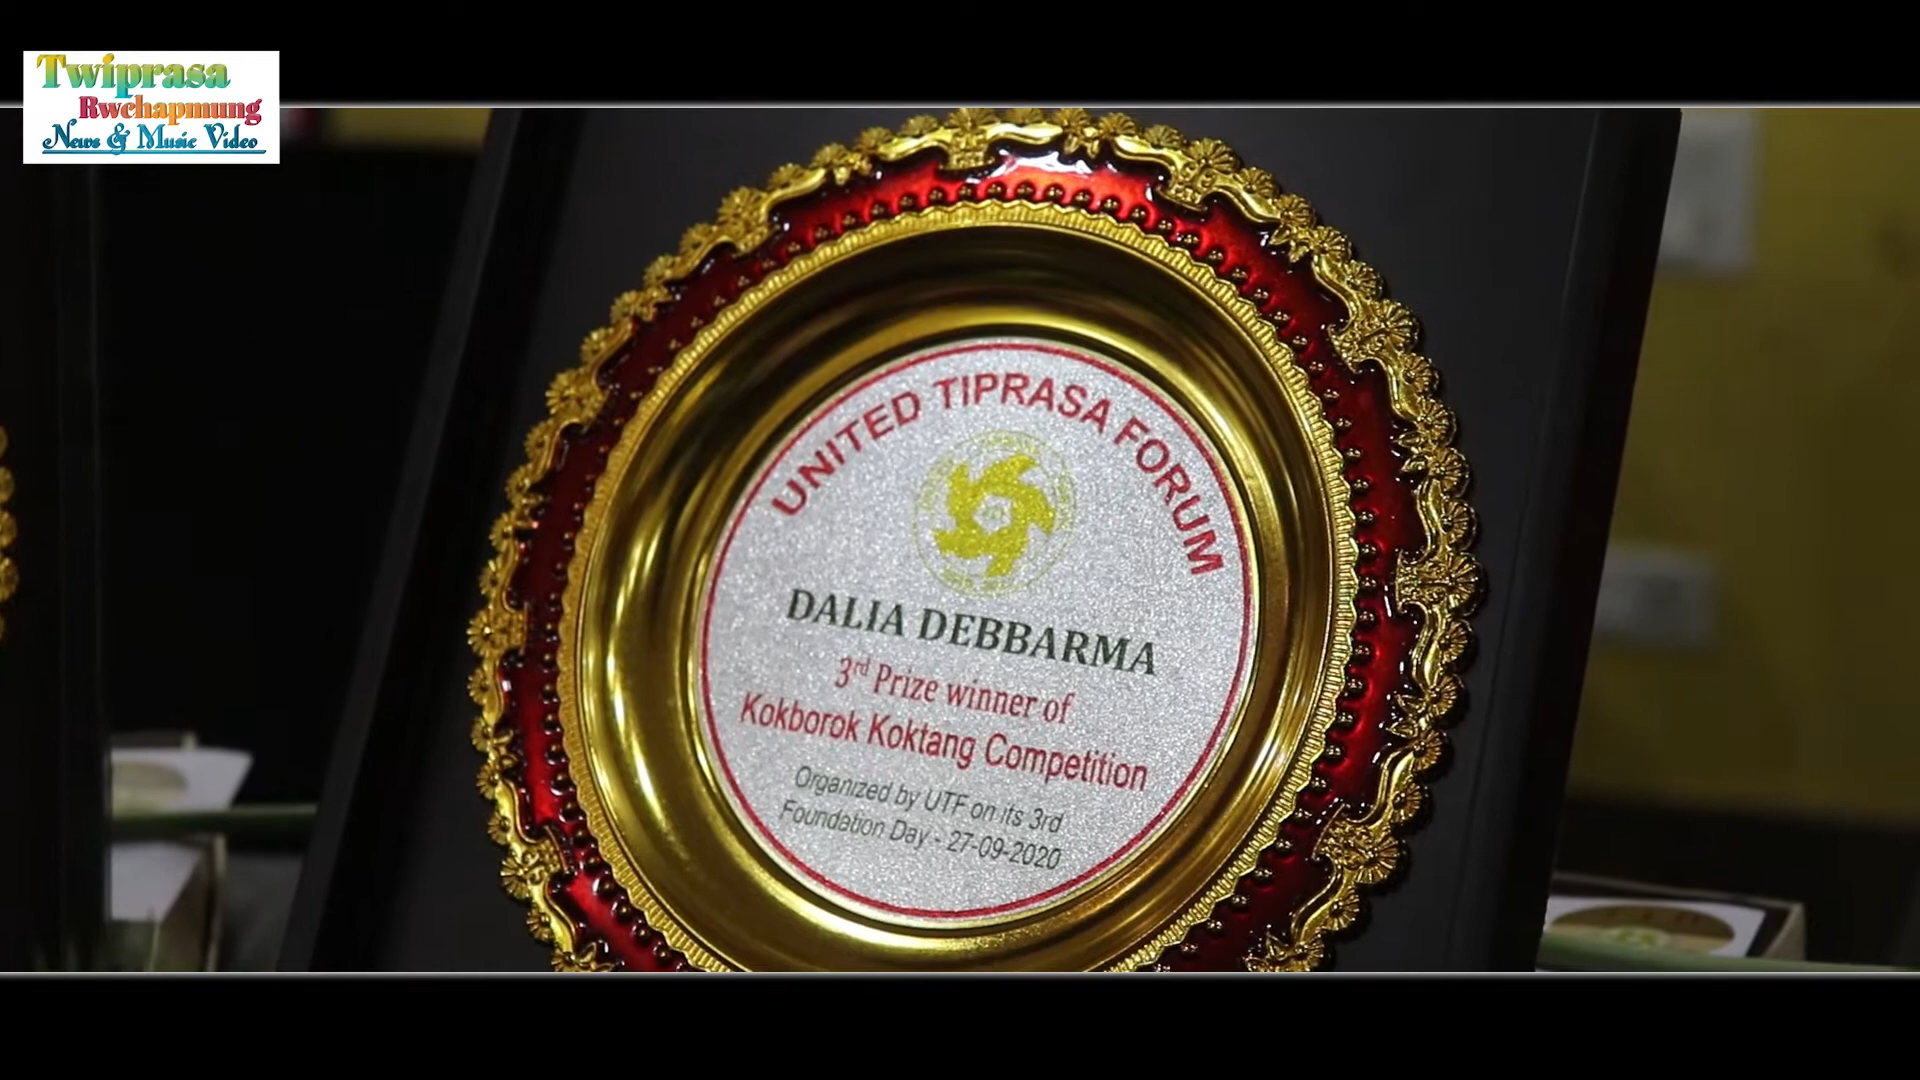 Twiprasa
Rwchapmung
News & Music Video
UNITED TIPRASA FORUM
DALIA DEBBARMA
3rd Prize winner of
Kokborok Koktang Competition
Organized by UTF on its 3rd
Foundation Day - 27-09-2020